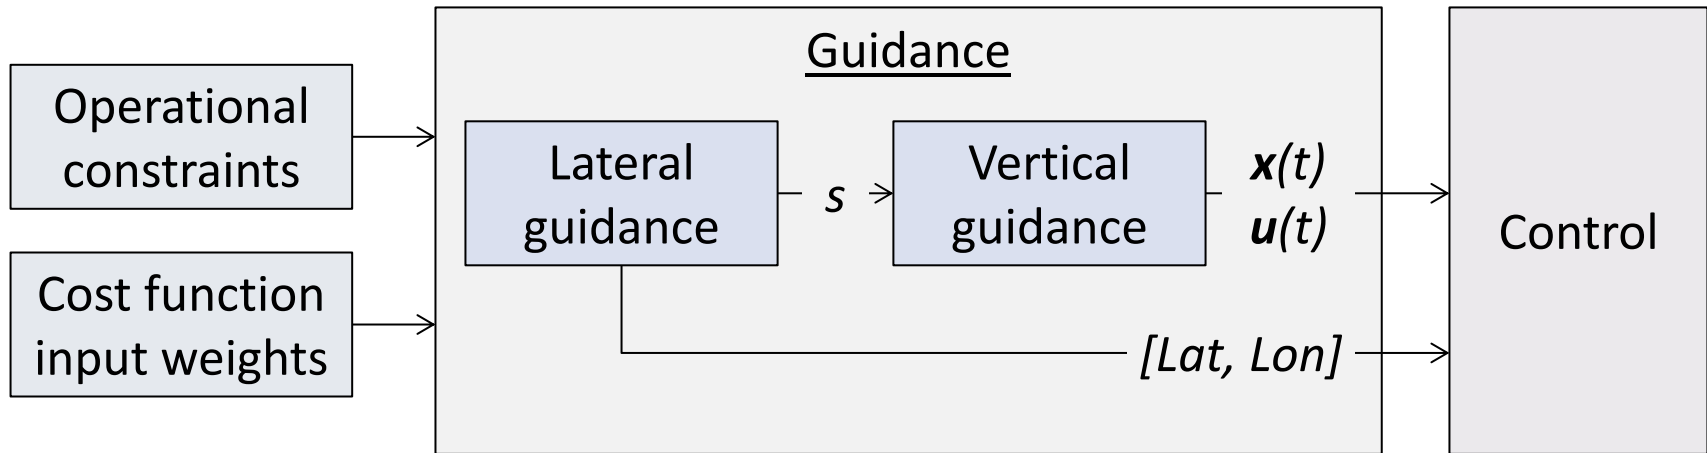 Guidance
Operational
constraints
Cost function
input weights
Lateral
guidance
s
Vertical
guidance
x(t)
u(t)
[Lat, Lon]
Control